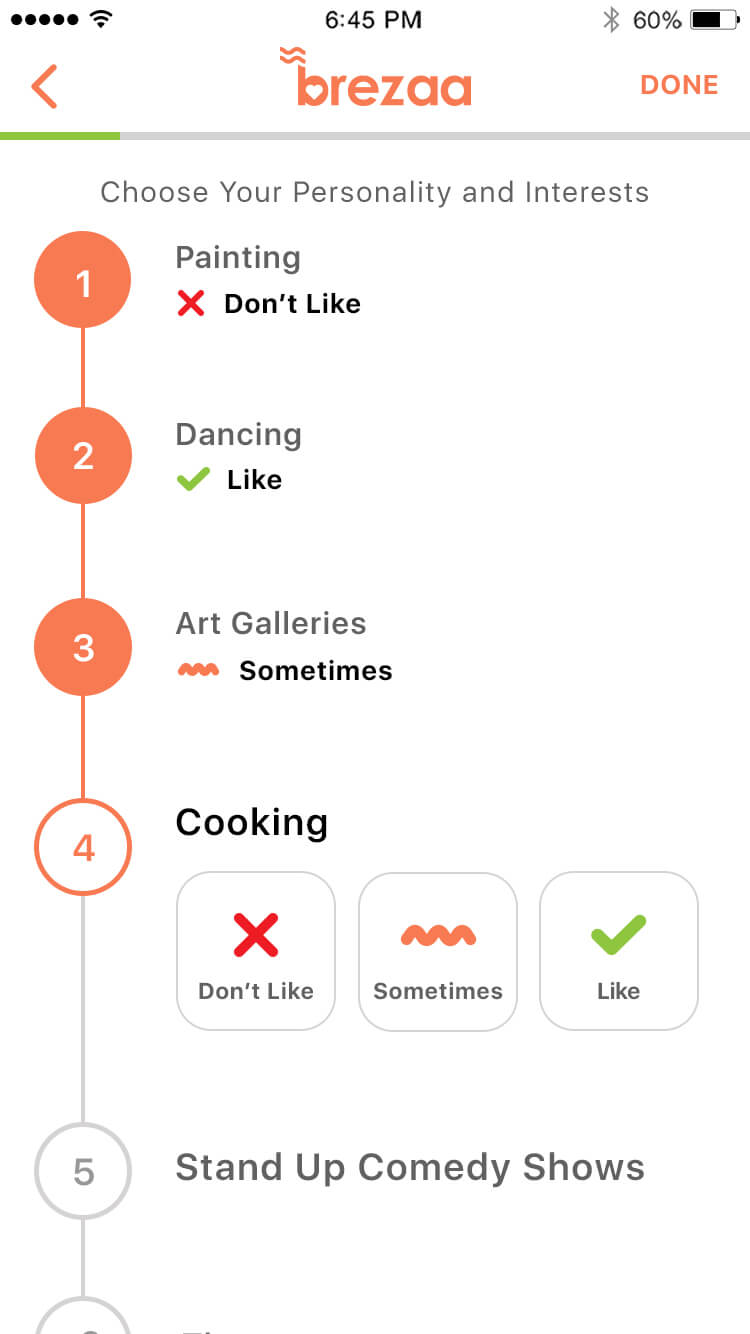 6:45 PM
60%
brezaa
DONE
Choose Your Personality and Interests
1
Painting
Don’t Like
2
Dancing
Like
3
Art Galleries
Sometimes
4
Cooking
Don’t Like
Sometimes
Like
5
Stand Up Comedy Shows